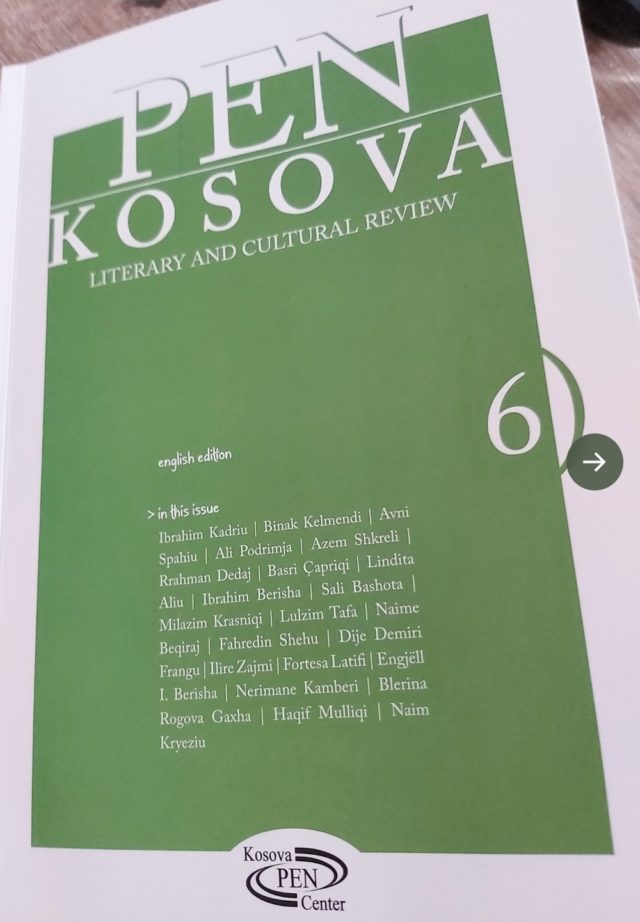 PEN
KOSOVA
LITERARY AND CULTURAL REVIEW
6
english edition
> in this issue
Ibrahim Kadriu | Binak Kelmendi | Avni
Spahiu | Ali Podrimja | Azem Shkreli |
Rrahman Dedaj | Basri Çapriqi | Lindita
Aliu | Ibrahim Berisha | Sali Bashota |
Milazim Krasniqi | Lulzim Tafa | Naime
Beqiraj | Fahredin Shehu | Dije Demiri
Frangu | Ilire Zajmi | Fortesa Latifi | Engjëll
I. Berisha | Nerimane Kamberi | Blerina
Rogova Gaxha | Haqif Mulliqi | Naim
Kryeziu
Kosova
PEN
Center